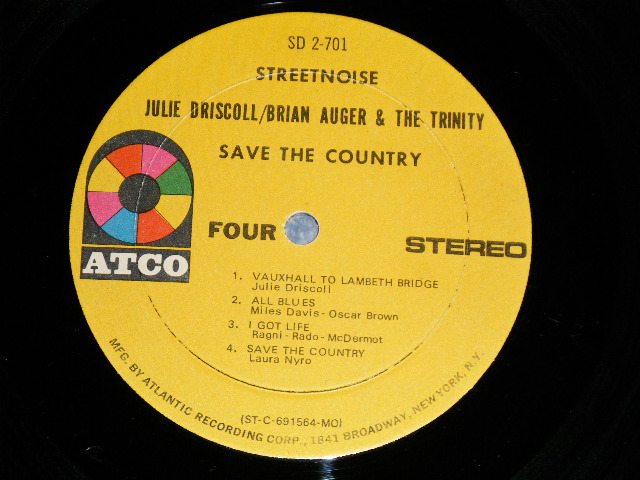 SD 2-701
STREETNOISE
JULIE DRISCOLL/BRIAN AUGER & THE TRINITY
SAVE THE COUNTRY
ATCO
FOUR
STEREO
1. VAUXHALL TO LAMBETH BRIDGE
Julie Driscoll
2. ALL BLUES
Miles Davis - Oscar Brown
3. I GOT LIFE
Ragni - Rado - McDermot
4. SAVE THE COUNTRY
Laura Nyro
(ST-C-691564-MO)
MFG. BY ATLANTIC RECORDING CORP., 1841 BROADWAY, NEW YORK, N.Y.